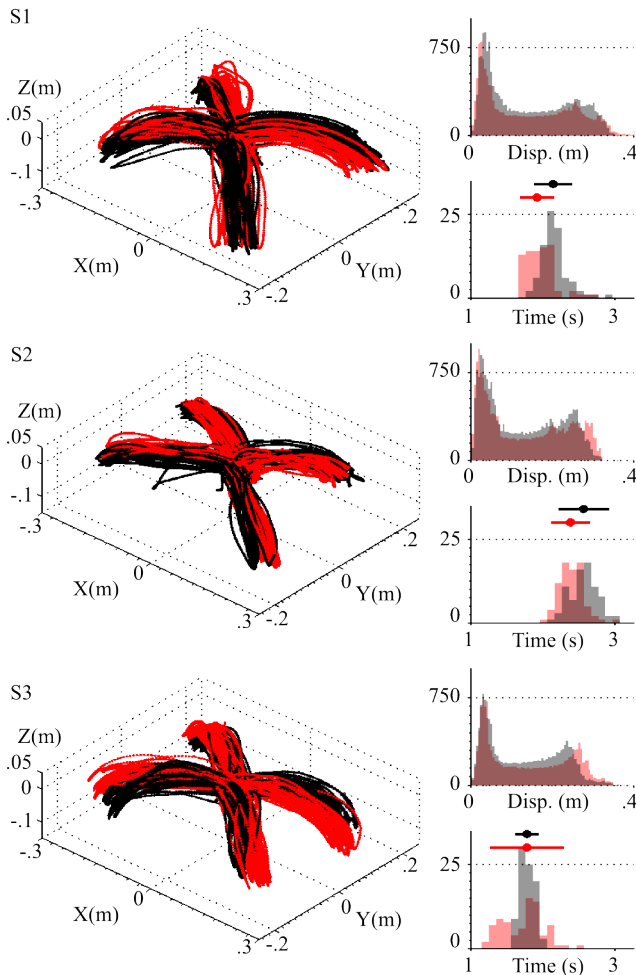 S1
Z(m)
.05
0
-.1
-.3
X(m)
0
.3
-.2
Y(m)
0
.2
750
0
0
Disp. (m)
.4
25
0
1
Time (s)
3
S2
Z(m)
.05
0
-.1
-.3
X(m)
0
.3
-.2
Y(m)
0
.2
750
0
0
Disp. (m)
.4
25
0
1
Time (s)
3
S3
Z(m)
.05
0
-.1
-.3
X(m)
0
.3
-.2
Y(m)
0
.2
750
0
0
Disp. (m)
.4
25
0
1
Time (s)
3